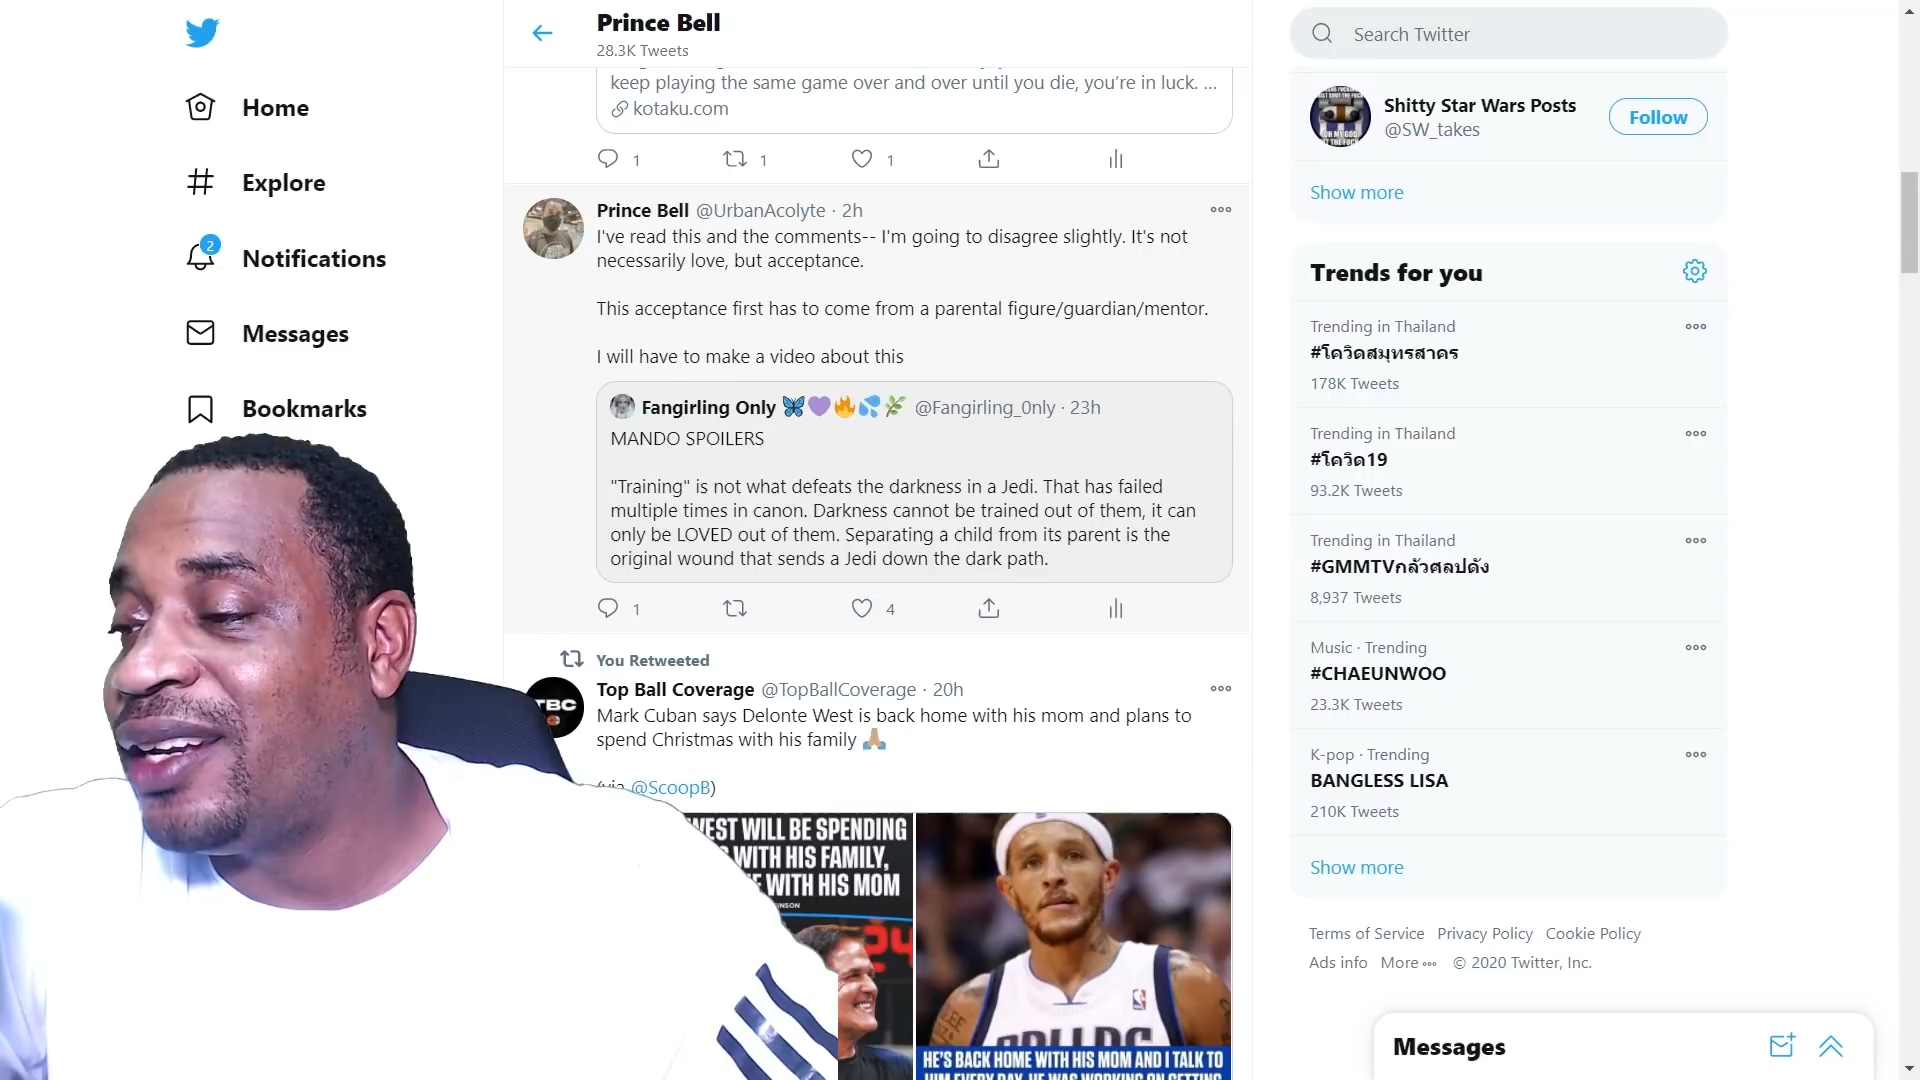 Home
Explore
2
Notifications
Messages
Bookmarks
Prince Bell
28.3K Tweets
keep playing the same game over and over until you die, you're in luck. ...
kotaku.com
1
1
1
Prince Bell @UrbanAcolyte · 2h
I've read this and the comments-- I'm going to disagree slightly. It's not
necessarily love, but acceptance.
This acceptance first has to come from a parental figure/guardian/mentor.
I will have to make a video about this
Fangirling Only 🦋💜🔥💦🌿 @Fangirling_0nly · 23h
MANDO SPOILERS
"Training" is not what defeats the darkness in a Jedi. That has failed
multiple times in canon. Darkness cannot be trained out of them, it can
only be LOVED out of them. Separating a child from its parent is the
original wound that sends a Jedi down the dark path.
1
4
You Retweeted
TBC
Top Ball Coverage @TopBallCoverage · 20h
Mark Cuban says Delonte West is back home with his mom and plans to
spend Christmas with his family 🙏🏽
(via @ScoopB)
WEST WILL BE SPENDING
WITH HIS FAMILY,
WITH HIS MOM
24
HE'S BACK HOME WITH HIS MOM AND I TALK TO
HIM EVERY DAY. HE WAS WORKING ON GETTING
Search Twitter
Shitty Star Wars Posts
@SW_takes
Follow
Show more
Trends for you
Trending in Thailand
#โควิดสมุทรสาคร
178K Tweets
Trending in Thailand
#โควิด19
93.2K Tweets
Trending in Thailand
#GMMTVกลัวศลปดัง
8,937 Tweets
Music · Trending
#CHAEUNWOO
23.3K Tweets
K-pop · Trending
BANGLESS LISA
210K Tweets
Show more
Terms of Service Privacy Policy Cookie Policy
Ads info More ··· © 2020 Twitter, Inc.
Messages